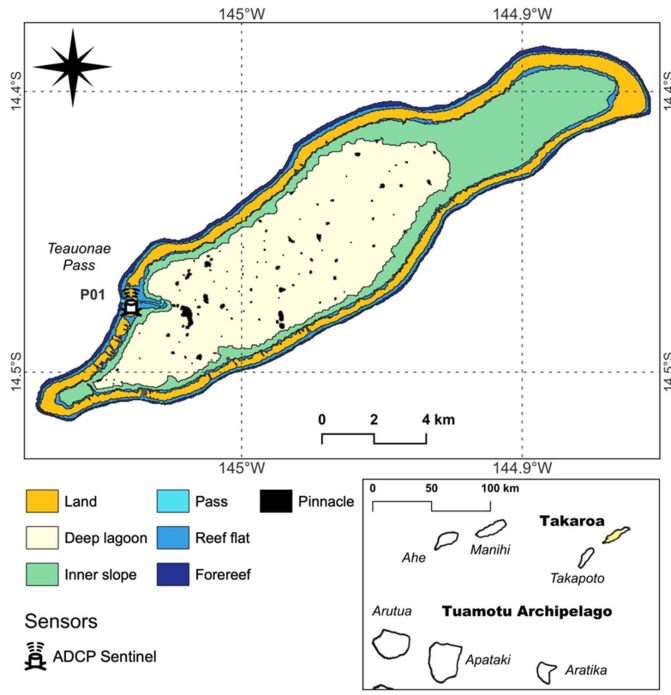 145°W 144.9°W
14.4°S 14.4°S
Teauonae
Pass
P01
14.5°S 14.5°S
0 2 4 km
145°W 144.9°W
Land Pass Pinnacle
Deep lagoon Reef flat
Inner slope Forereef
Sensors
ADCP Sentinel
0 50 100 km
Takaroa
Ahe Manihi
Takapoto
Arutua Tuamotu Archipelago
Apataki Aratika